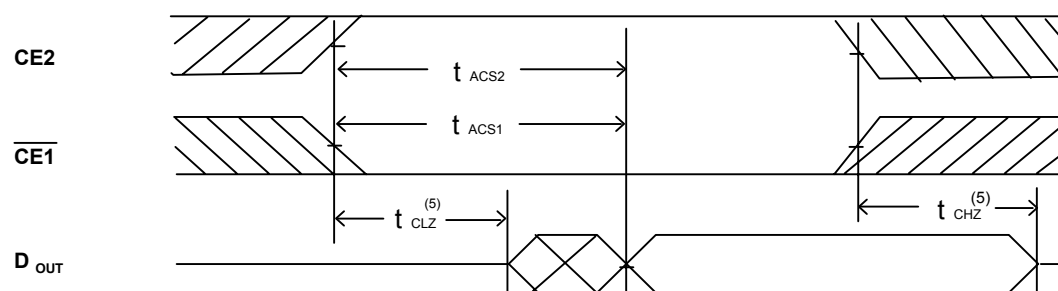 CE2
t ACS2
t ACS1
CE1
t CLZ (5)
t CHZ (5)
D OUT